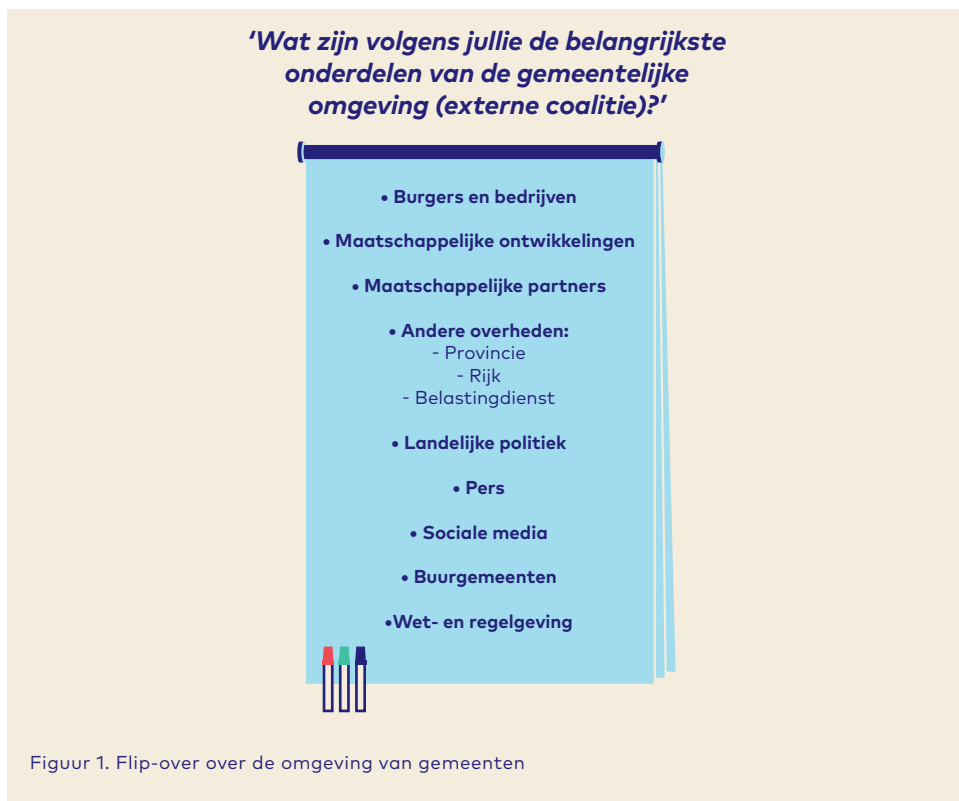 ‘Wat zijn volgens jullie de belangrijkste
onderdelen van de gemeentelijke
omgeving (externe coalitie)?’
• Burgers en bedrijven
• Maatschappelijke ontwikkelingen
• Maatschappelijke partners
• Andere overheden:
- Provincie
- Rijk
- Belastingdienst
• Landelijke politiek
• Pers
• Sociale media
• Buurgemeenten
•Wet- en regelgeving
Figuur 1. Flip-over over de omgeving van gemeenten